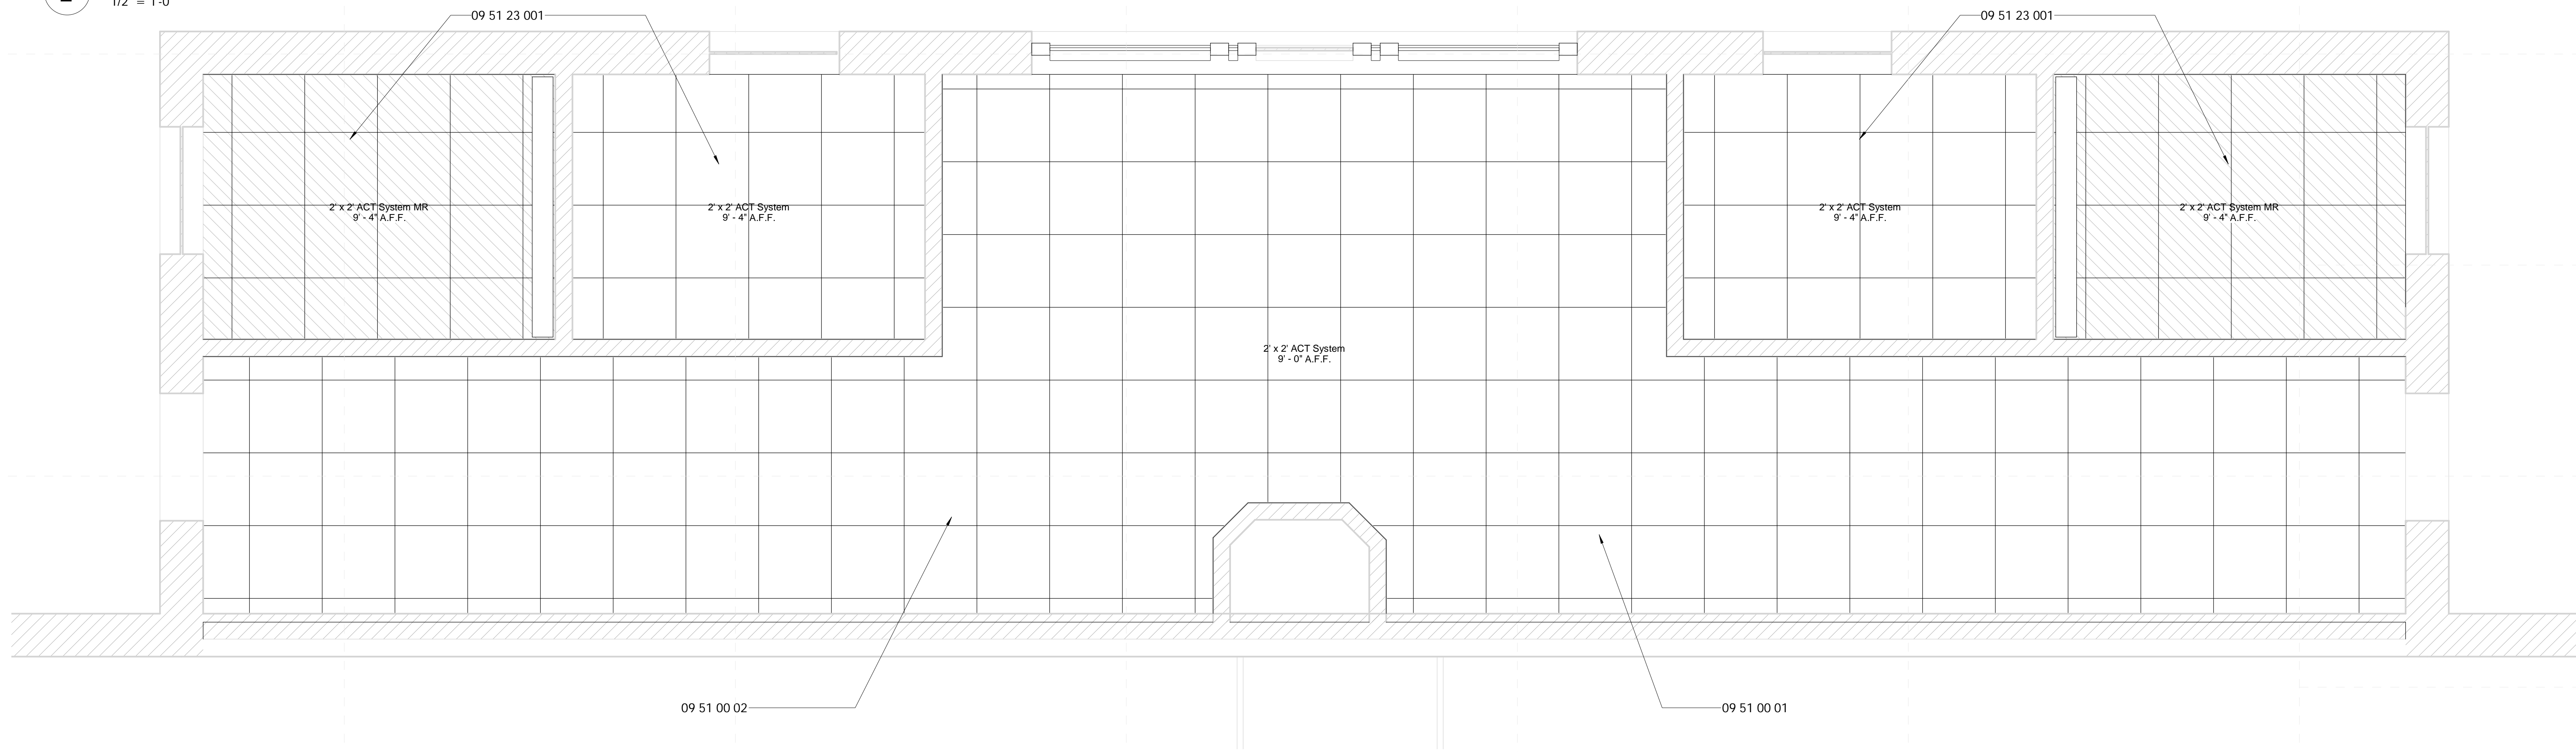 1/2" = 1'-0"
09 51 23 001
09 51 23 001
2' x 2' ACT System MR
9' - 4" A.F.F.
2' x 2' ACT System
9' - 4" A.F.F.
2' x 2' ACT System
9' - 4" A.F.F.
2' x 2' ACT System MR
9' - 4" A.F.F.
2' x 2' ACT System
9' - 0" A.F.F.
09 51 00 02
09 51 00 01